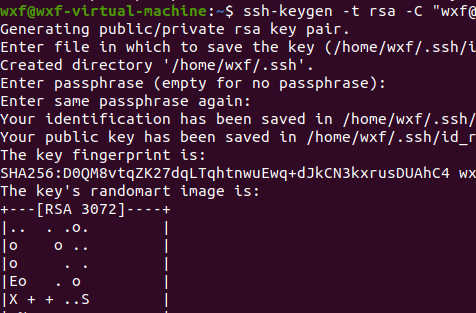 wxf@wxf-virtual-machine:~$ ssh-keygen -t rsa -C "wxf@
Generating public/private rsa key pair.
Enter file in which to save the key (/home/wxf/.ssh/i
Created directory '/home/wxf/.ssh'.
Enter passphrase (empty for no passphrase):
Enter same passphrase again:
Your identification has been saved in /home/wxf/.ssh/
Your public key has been saved in /home/wxf/.ssh/id_r
The key fingerprint is:
SHA256:D0QM8vtqZK27dqLTqhtnwuEwq+dJkCN3kxrusDUAhC4 wx
The key's randomart image is:
+---[RSA 3072]----+
|..  . .o.        |
|o    o ..        |
|o     . .        |
|Eo   . o         |
|X + + ..S        |